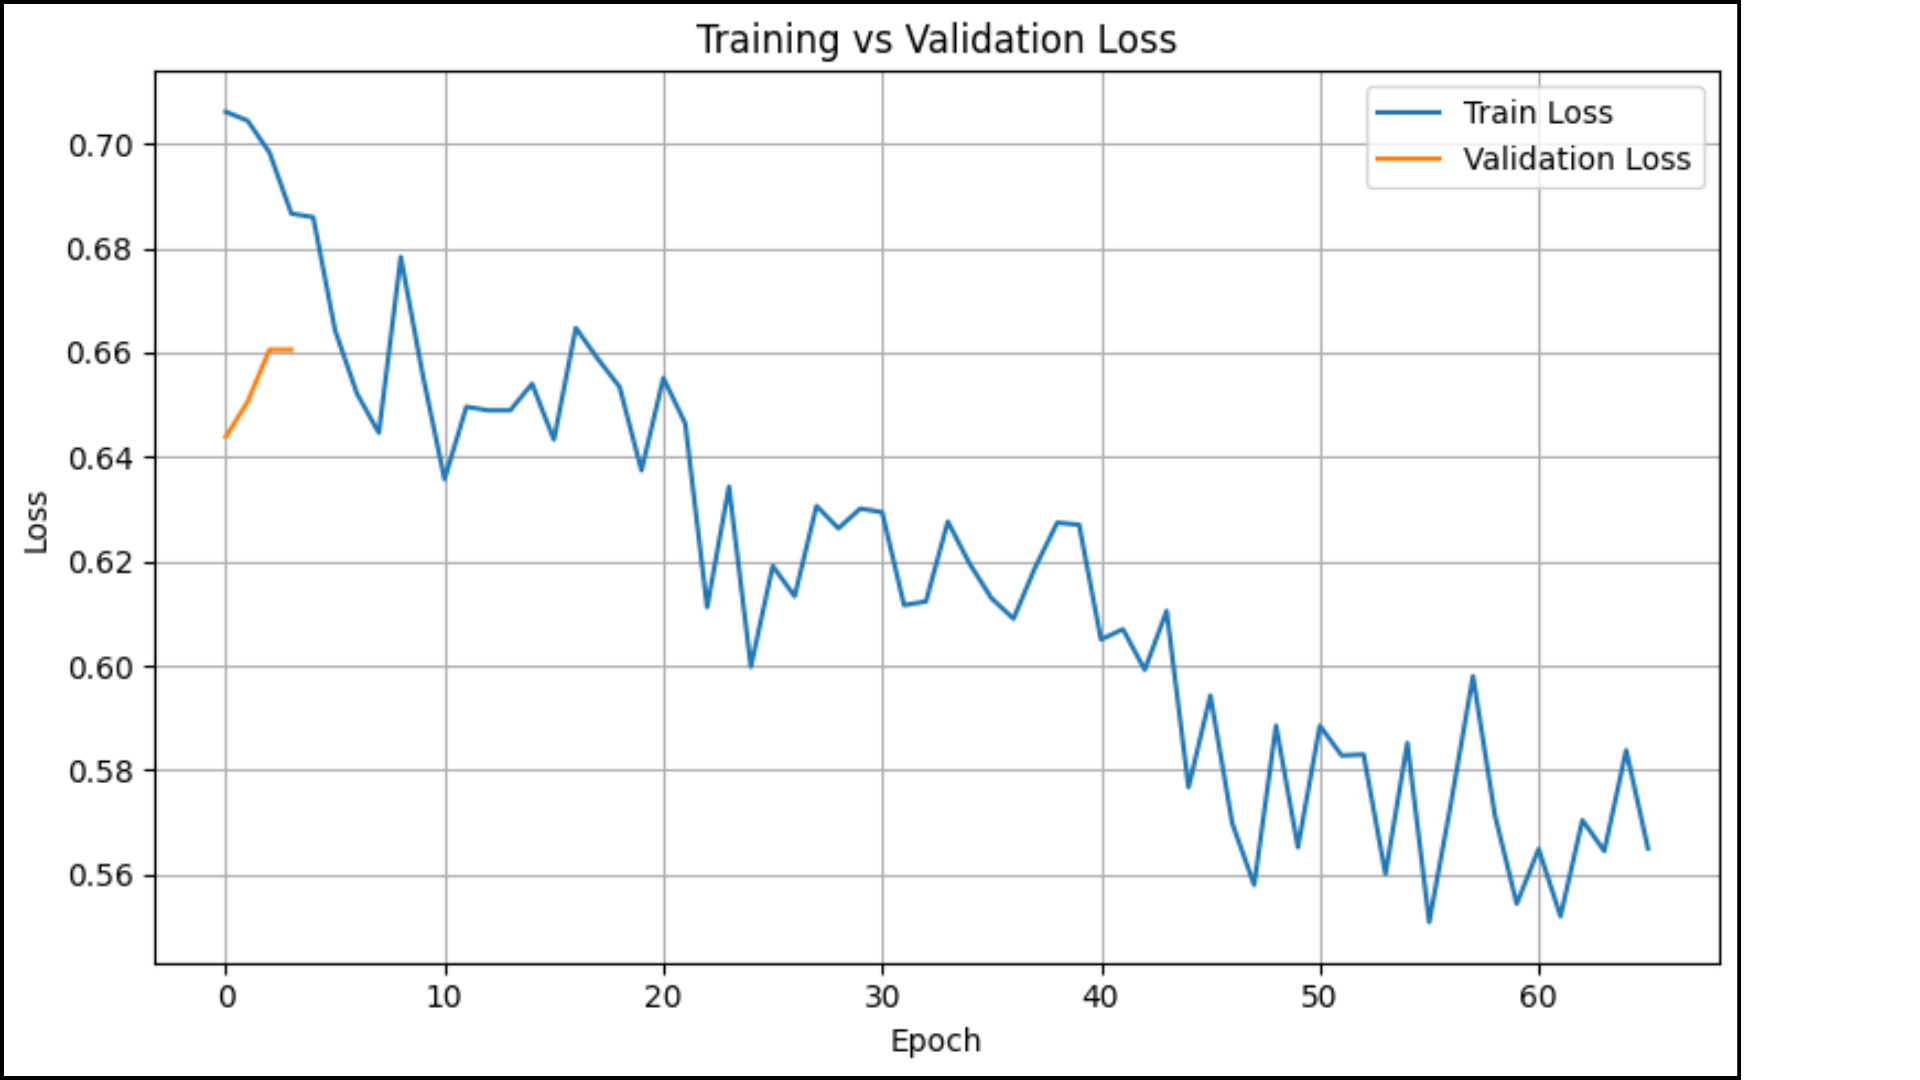 Training vs Validation Loss
Train Loss
Validation Loss
0.70
0.68
0.66
0.64
0.62
0.60
0.58
0.56
Loss
0 10 20 30 40 50 60
Epoch